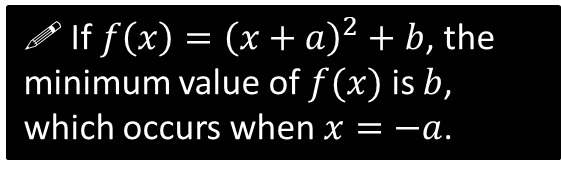 If f(x) = (x + a)² + b, the
minimum value of f(x) is b,
which occurs when x = −a.